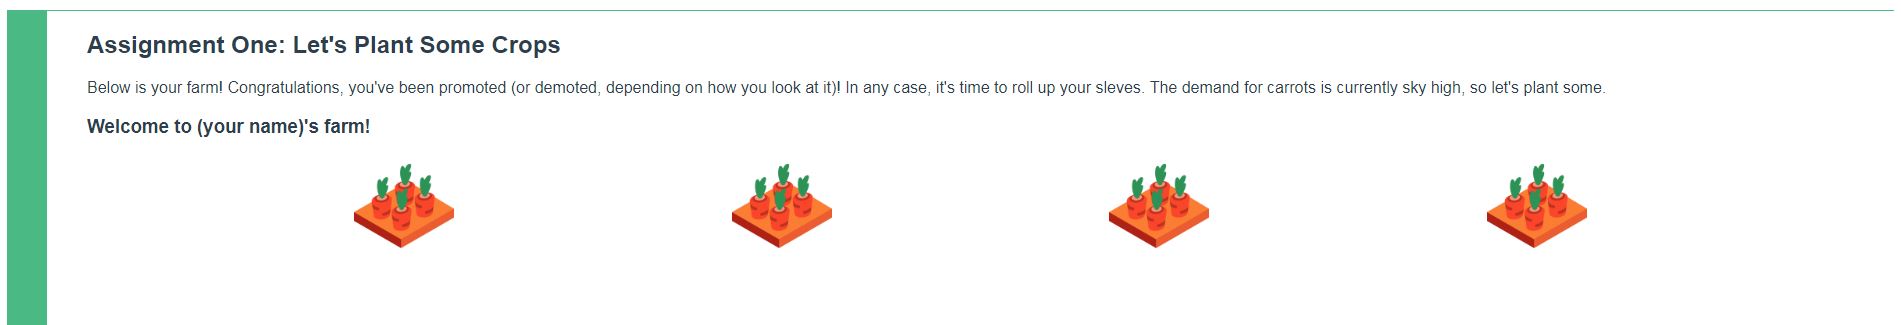 Assignment One: Let's Plant Some Crops
Below is your farm! Congratulations, you've been promoted (or demoted, depending on how you look at it)! In any case, it's time to roll up your sleves. The demand for carrots is currently sky high, so let's plant some.
Welcome to (your name)'s farm!